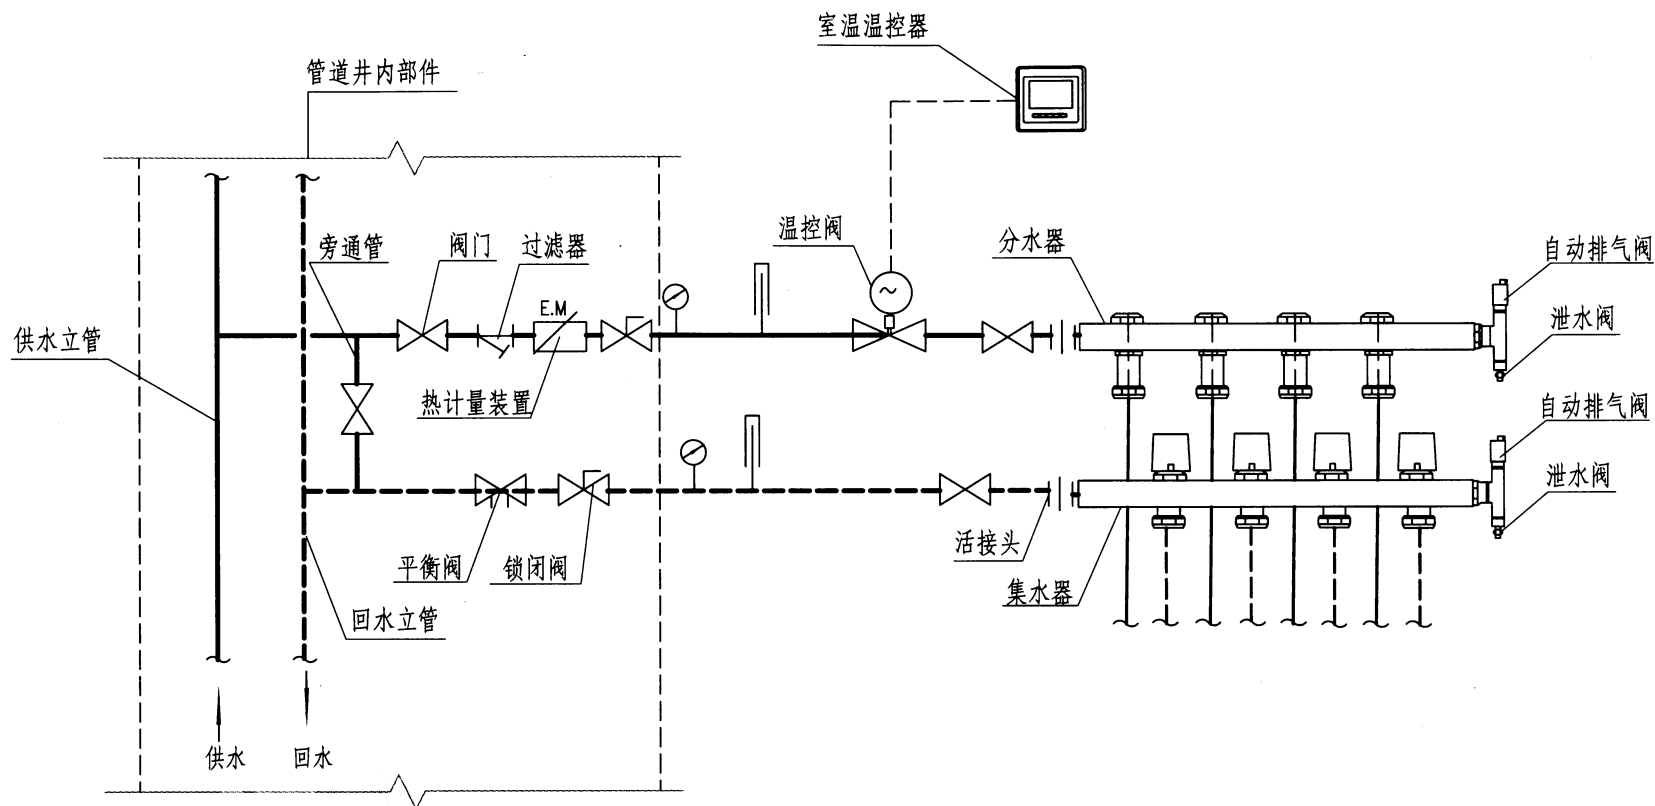 室温温控器
管道井内部件
旁通管
阀门
过滤器
温控阀
分水器
自动排气阀
E.M
供水立管
泄水阀
热计量装置
自动排气阀
泄水阀
平衡阀
锁闭阀
活接头
集水器
回水立管
供水
回水